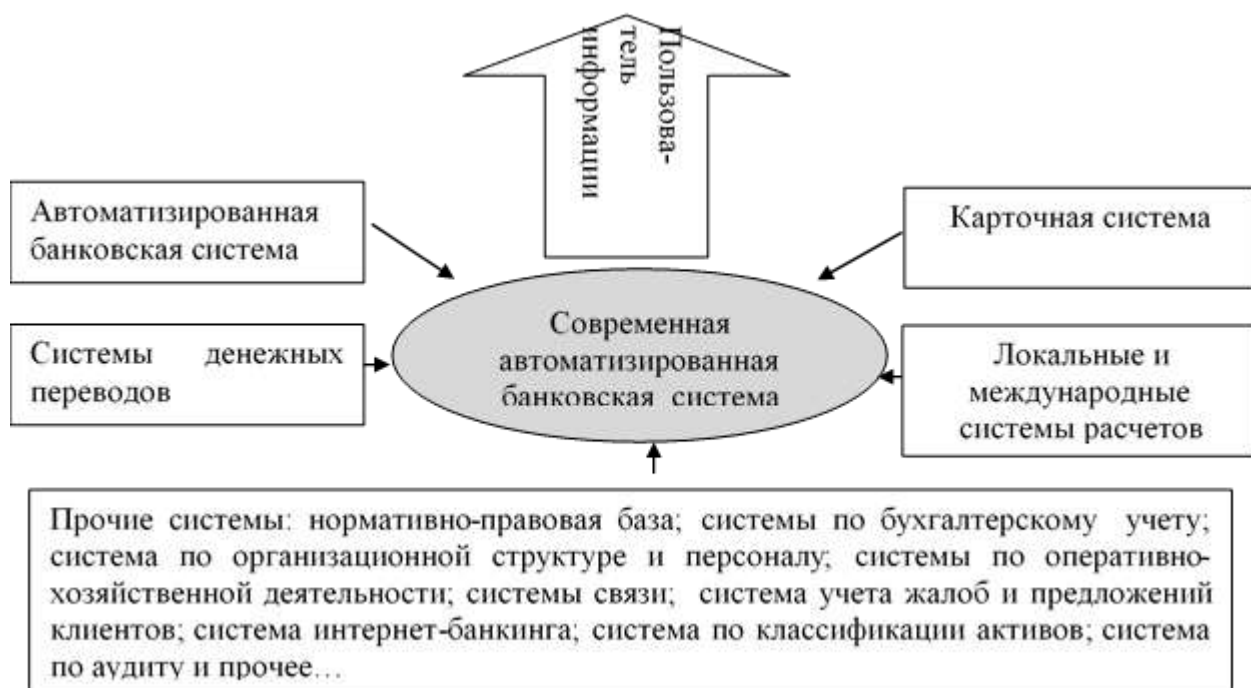 Пользова-
тель
информации
Автоматизированная
банковская система
Карточная система
Системы денежных
переводов
Современная
автоматизированная
банковская система
Локальные и
международные
системы расчетов
Прочие системы: нормативно-правовая база; системы по бухгалтерскому учету;
система по организационной структуре и персоналу; системы по оперативно-
хозяйственной деятельности; системы связи; система учета жалоб и предложений
клиентов; система интернет-банкинга; система по классификации активов; система
по аудиту и прочее…